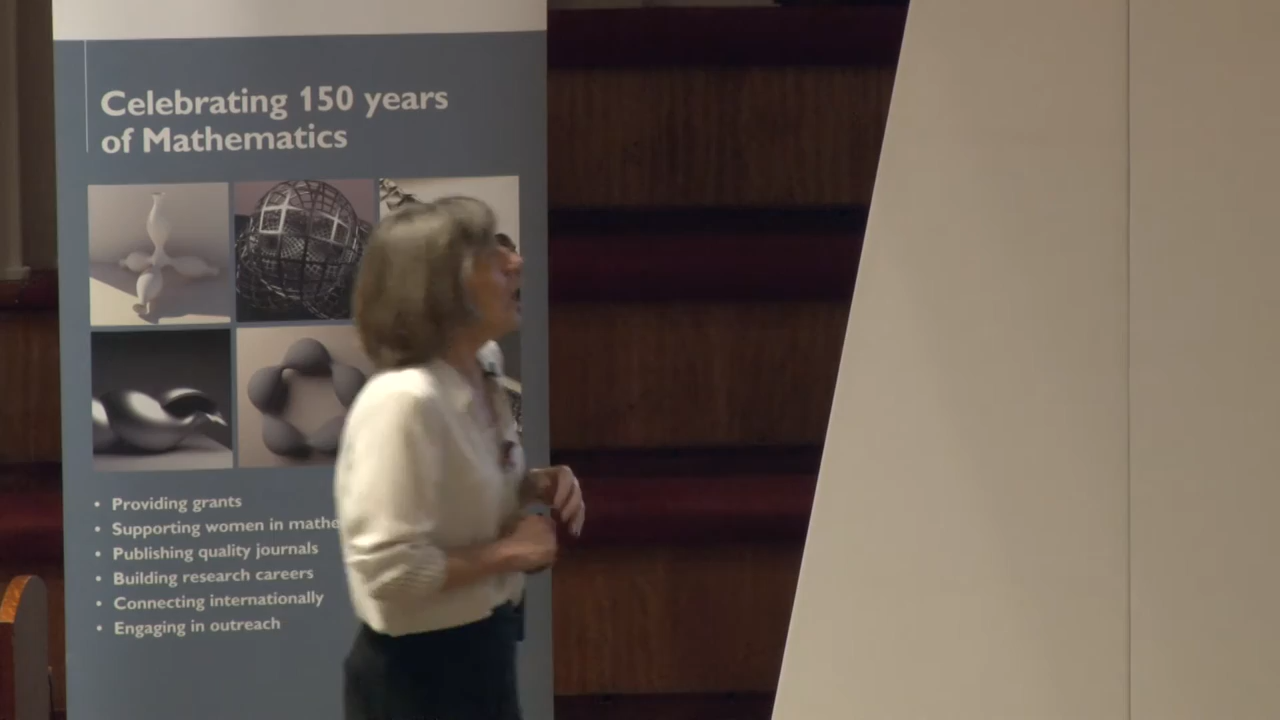 Celebrating 150 years
of Mathematics
• Providing grants
• Supporting women in mathe
• Publishing quality journals
• Building research careers
• Connecting internationally
• Engaging in outreach